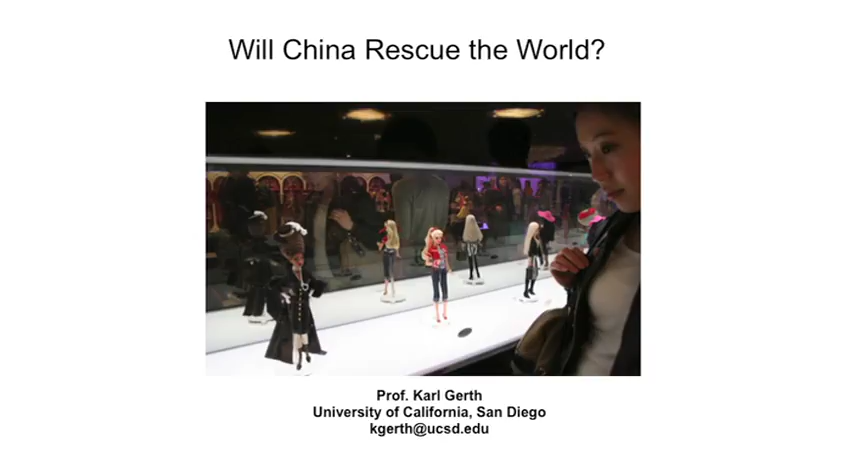 Will China Rescue the World?
Prof. Karl Gerth
University of California, San Diego
kgerth@ucsd.edu